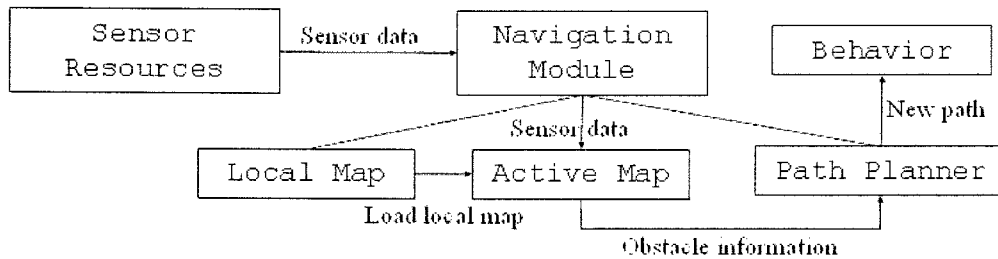 Sensor
Resources
Sensor data
Navigation
Module
Behavior
New path
Sensor data
Local Map
Active Map
Path Planner
Load local map
Obstacle information